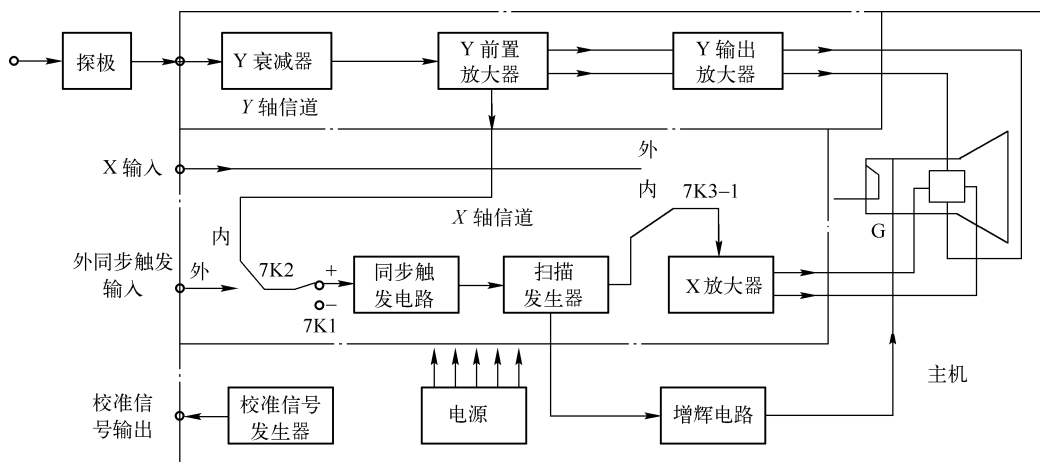 探极
Y 衰减器
Y 前置
放大器
Y 输出
放大器
Y 轴信道
X 输入
外
内
7K3-1
X 轴信道
G
外同步触发
输入
外
内
7K2
+
−
7K1
同步触
发电路
扫描
发生器
X 放大器
主机
校准信
号输出
校准信号
发生器
电源
增辉电路